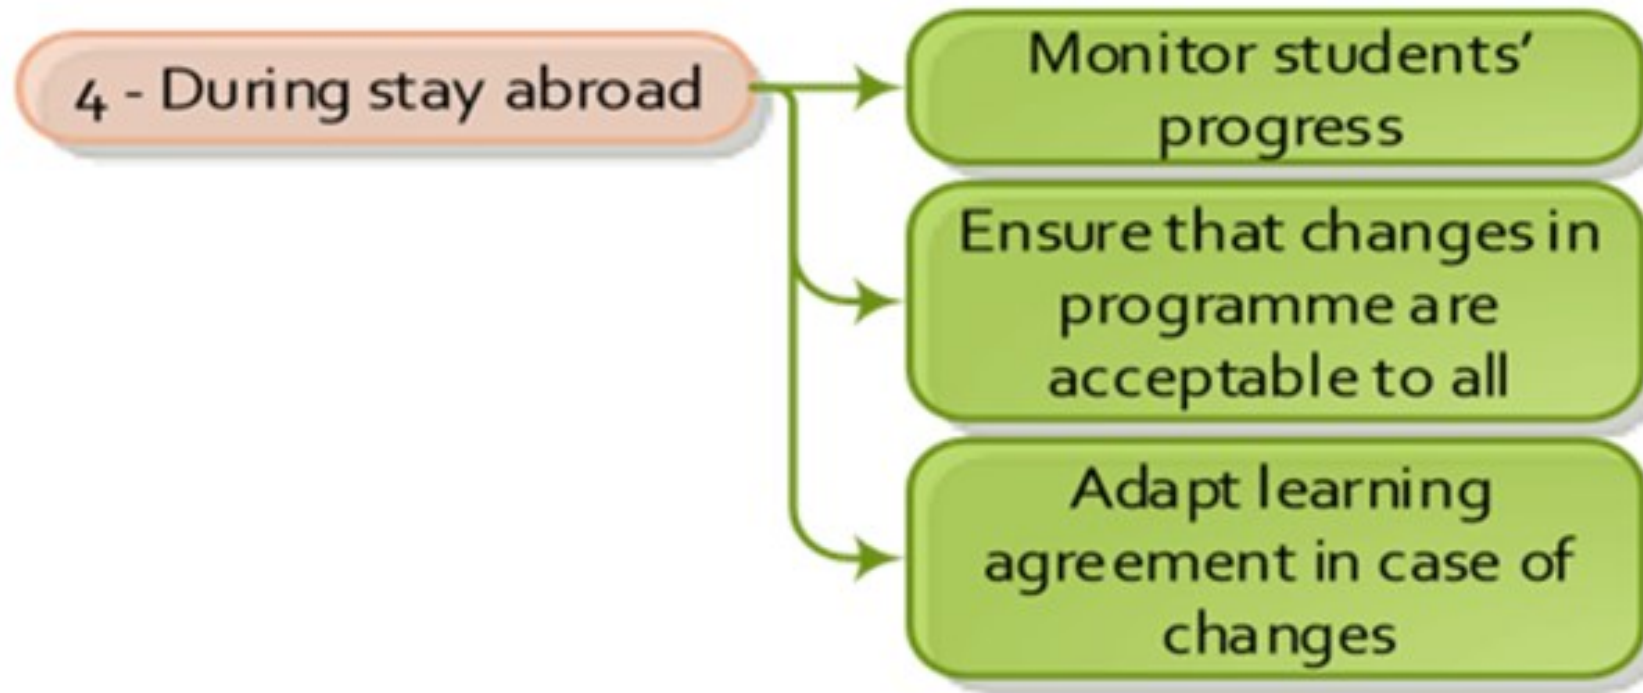 4 - During stay abroad
Monitor students’
progress
Ensure that changes in
programme are
acceptable to all
Adapt learning
agreement in case of
changes